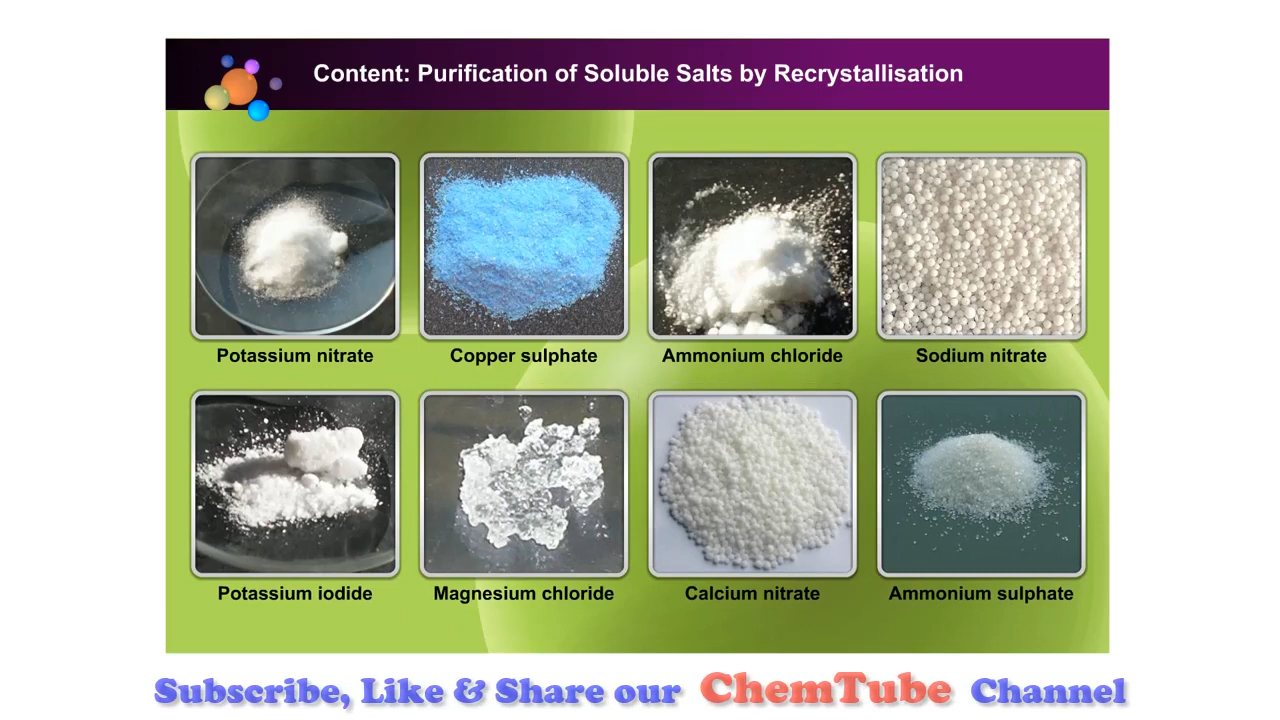 Content: Purification of Soluble Salts by Recrystallisation
Potassium nitrate
Copper sulphate
Ammonium chloride
Sodium nitrate
Potassium iodide
Magnesium chloride
Calcium nitrate
Ammonium sulphate
Subscribe, Like & Share our ChemTube Channel